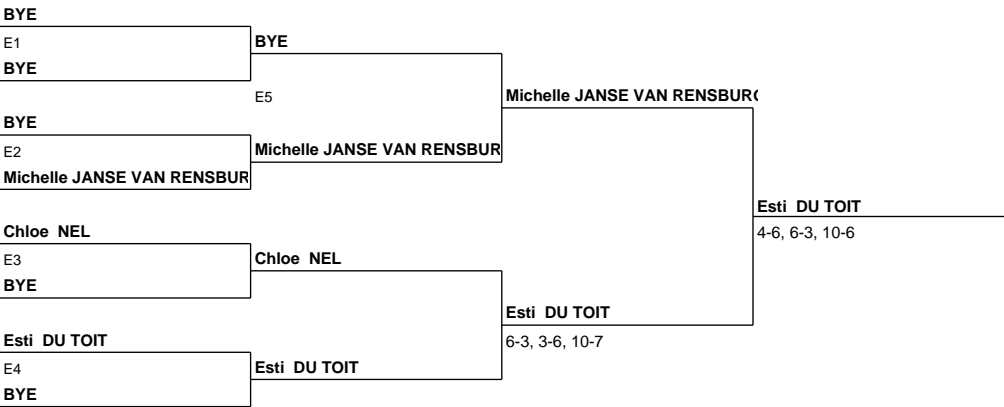 BYE
E1
BYE
BYE
E5
BYE
E2
Michelle JANSE VAN RENSBUR
Michelle JANSE VAN RENSBUR
Michelle JANSE VAN RENSBURG
Chloe NEL
E3
BYE
Chloe NEL
Esti DU TOIT
E4
BYE
Esti DU TOIT
Esti DU TOIT
6-3, 3-6, 10-7
Esti DU TOIT
4-6, 6-3, 10-6